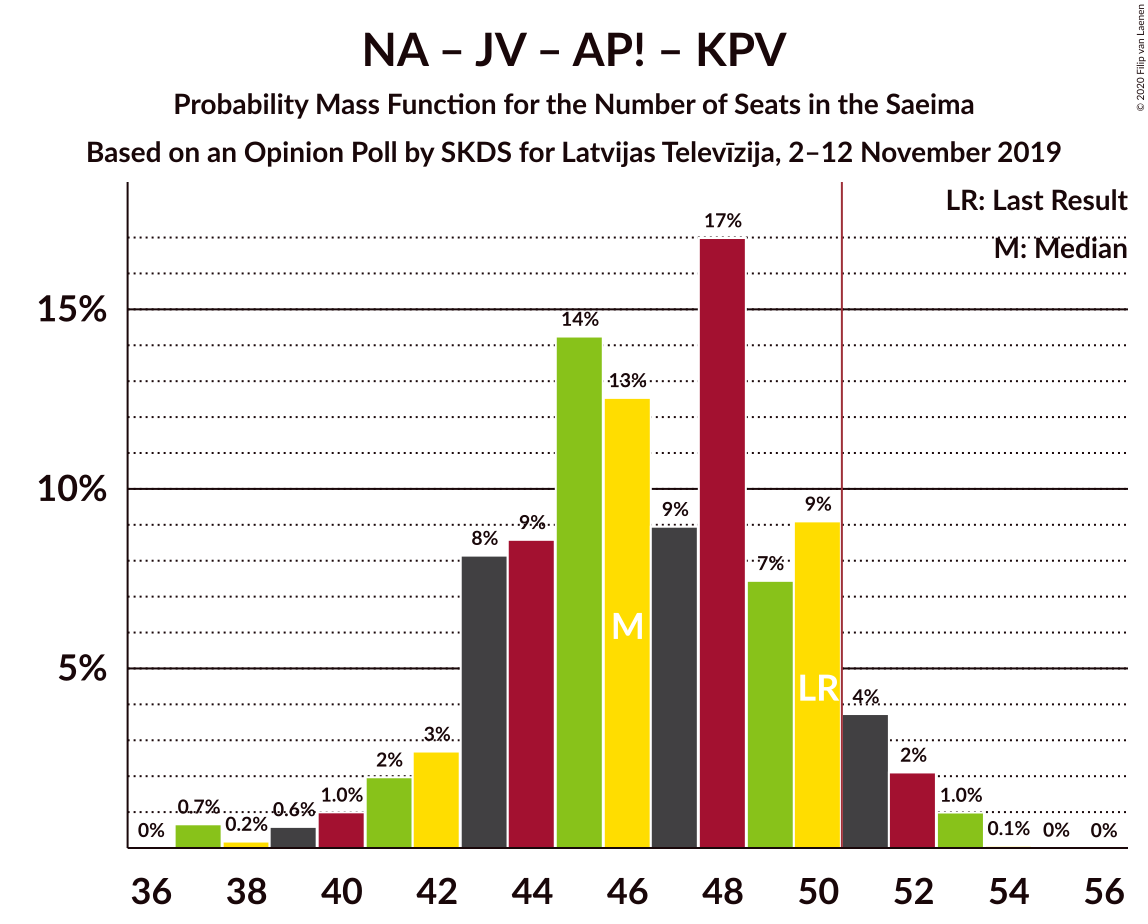 NA – JV – AP! – KPV
Probability Mass Function for the Number of Seats in the Saeima
Based on an Opinion Poll by SKDS for Latvijas Televīzija, 2–12 November 2019
© 2020 Filip van Laenen
LR: Last Result
M: Median
15%
10%
5%
0%
0.7%
0.2%
0.6%
1.0%
2%
3%
8%
9%
14%
13%
9%
17%
7%
9%
4%
2%
1.0%
0.1%
0%
0%
M
LR
36 38 40 42 44 46 48 50 52 54 56